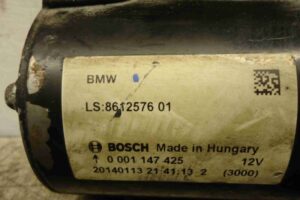 BMW
LS:8612576 01
BOSCH Made in Hungary
↑ 0 001 147 425 12V
20140113 21 41 13 2 (3000)